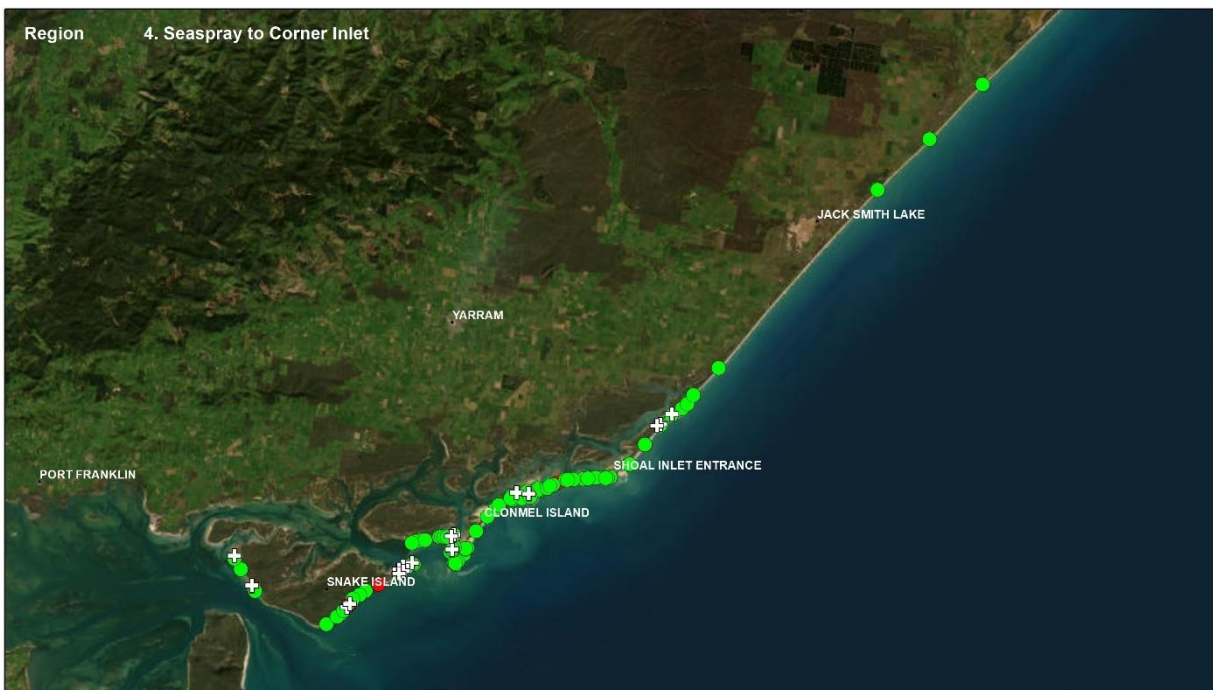 Region 4. Seaspray to Corner Inlet
JACK SMITH LAKE
YARRAM
SHOAL INLET ENTRANCE
PORT FRANKLIN
CLONMEL ISLAND
SNAKE ISLAND